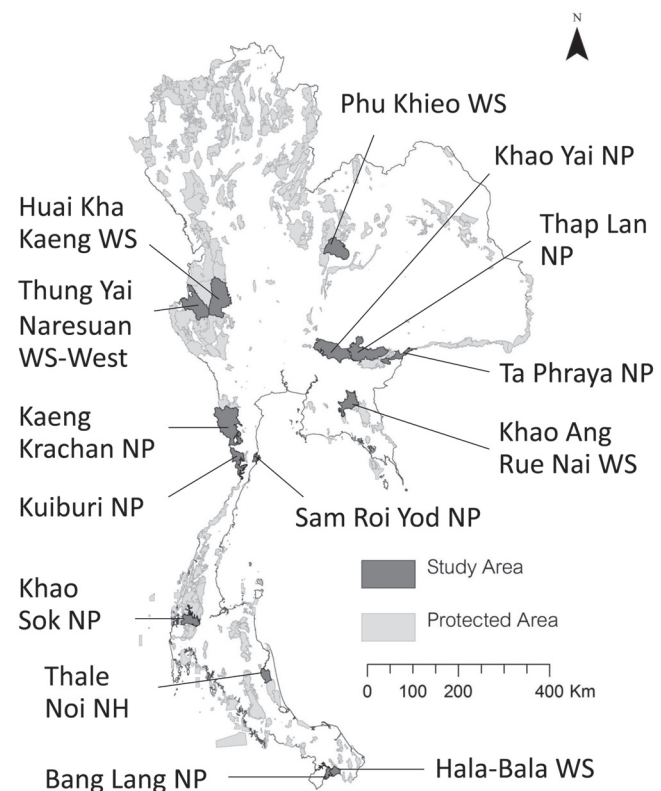 N
Phu Khieo WS
Khao Yai NP
Huai Kha
Kaeng WS
Thap Lan
NP
Thung Yai
Naresuan
WS-West
Ta Phraya NP
Kaeng
Krachan NP
Khao Ang
Rue Nai WS
Kuiburi NP
Sam Roi Yod NP
Study Area
Khao
Sok NP
Protected Area
Thale
Noi NH
0 100 200 400 Km
Bang Lang NP
Hala-Bala WS